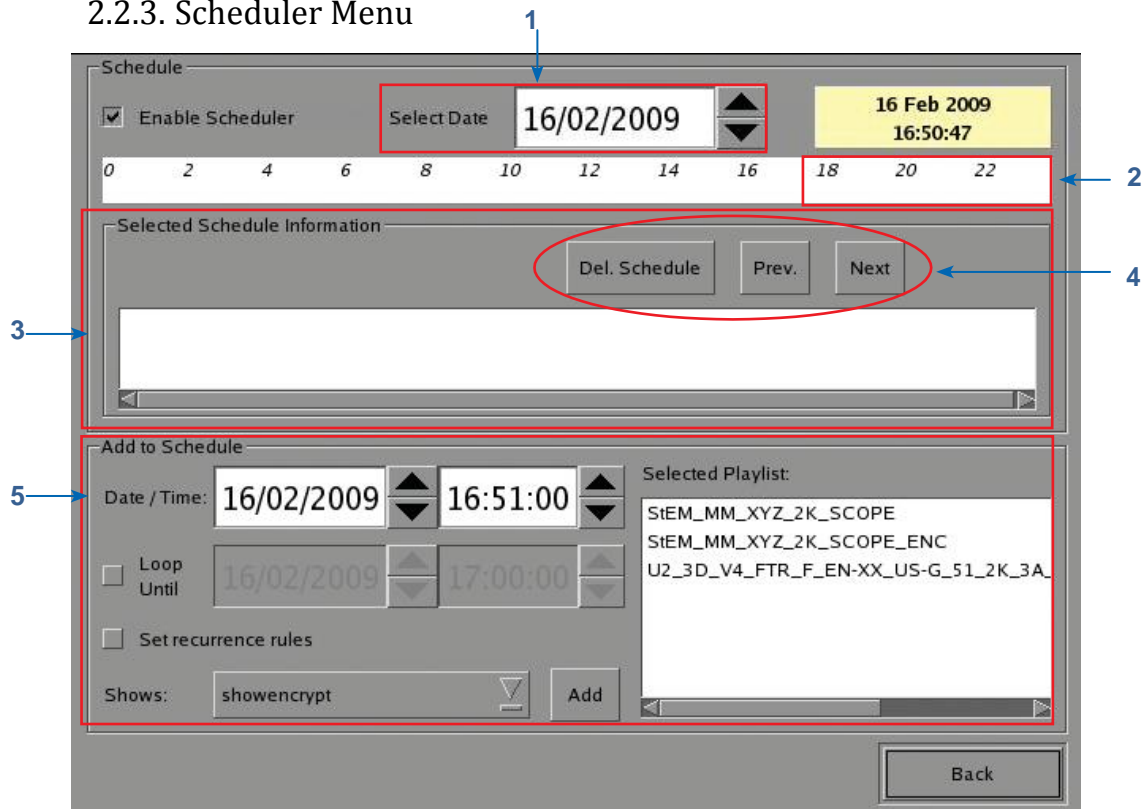 2.2.3. Scheduler Menu
1
Schedule
Enable Scheduler
Select Date
16/02/2009
16 Feb 2009
16:50:47
0 2 4 6 8 10 12 14 16 18 20 22
2
Selected Schedule Information
Del. Schedule
Prev.
Next
4
3
Add to Schedule
5
Date / Time:
16/02/2009
16:51:00
Selected Playlist:
StEM_MM_XYZ_2K_SCOPE
StEM_MM_XYZ_2K_SCOPE_ENC
U2_3D_V4_FTR_F_EN-XX_US-G_51_2K_3A_
Loop
Until
16/02/2009
17:00:00
Set recurrence rules
Shows:
showencrypt
Add
Back